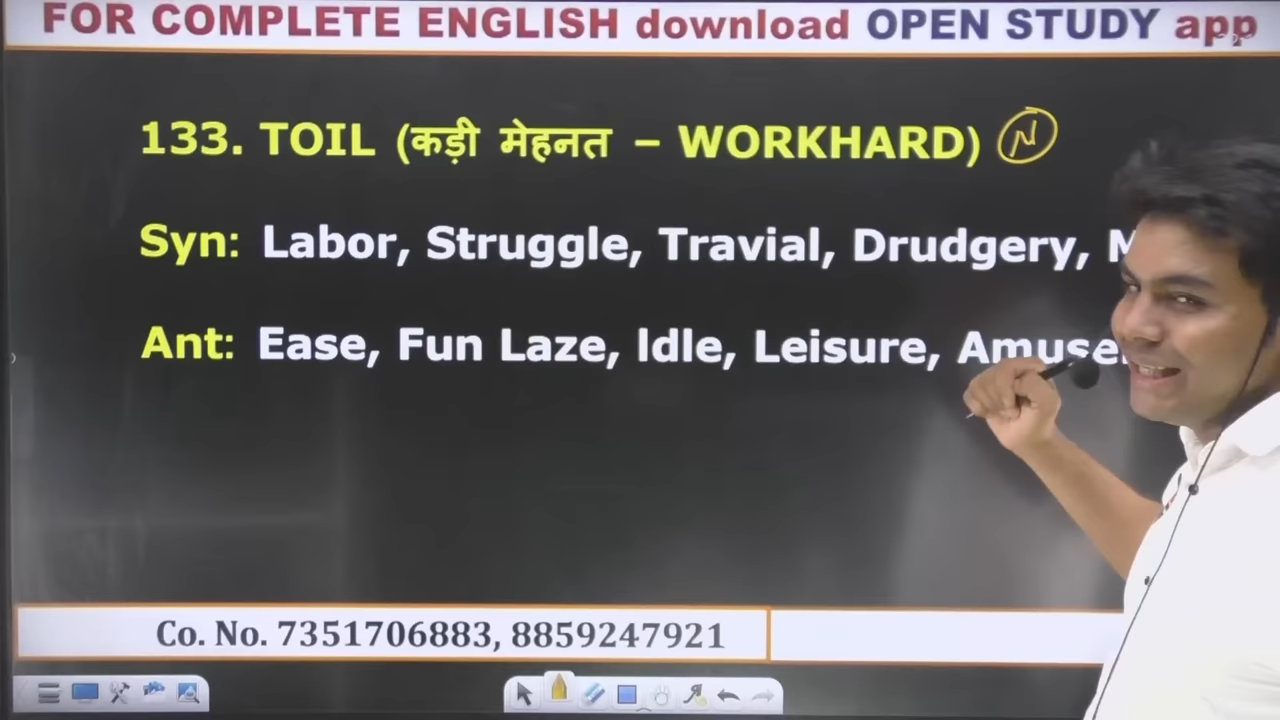 FOR COMPLETE ENGLISH download OPEN STUDY app
133. TOIL (कड़ी मेहनत – WORKHARD) N
Syn: Labor, Struggle, Travial, Drudgery,
Ant: Ease, Fun Laze, Idle, Leisure,
Co. No. 7351706883, 8859247921